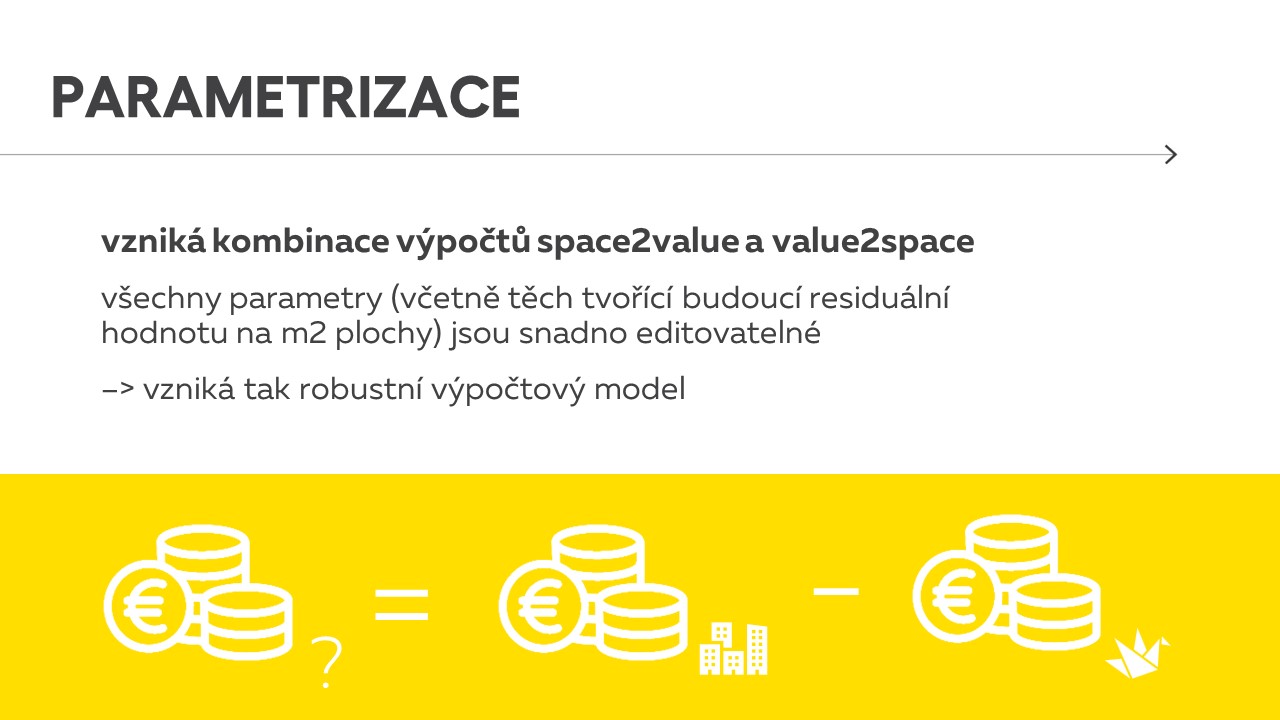 PARAMETRIZACE
vzniká kombinace výpočtů space2value a value2space
všechny parametry (včetně těch tvořící budoucí residuální
hodnotu na m2 plochy) jsou snadno editovatelné
–> vzniká tak robustní výpočtový model
€ ? = € – €